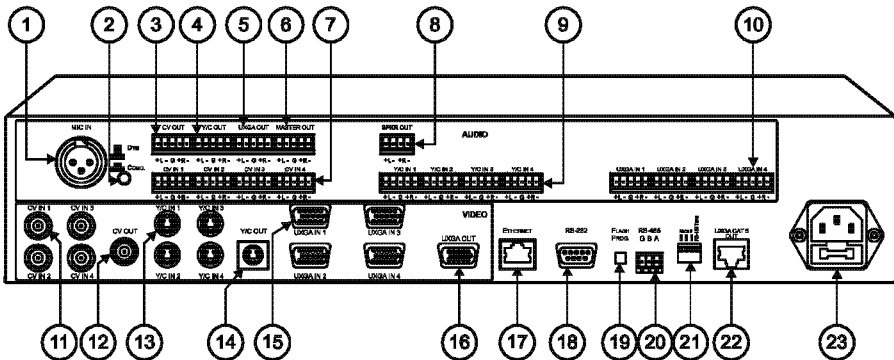 1 2 3 4 5 6 7 8 9 10
MIC IN
DYN
COND.
CV OUT Y/C OUT UXGA OUT MASTER OUT
+L- G +R- +L- G +R- +L- G +R- +L- G +R-
SPKR OUT
+L- +R-
AUDIO
CV IN 1 CV IN 2 CV IN 3 CV IN 4
+L- G +R- +L- G +R- +L- G +R- +L- G +R-
Y/C IN 1 Y/C IN 2 Y/C IN 3 Y/C IN 4
+L- G +R- +L- G +R- +L- G +R- +L- G +R-
UXGA IN 1 UXGA IN 2 UXGA IN 3 UXGA IN 4
+L- G +R- +L- G +R- +L- G +R- +L- G +R-
VIDEO
CV IN 1 CV IN 3
CV OUT
CV IN 2 CV IN 4
Y/C IN 1 Y/C IN 3
Y/C OUT
Y/C IN 2 Y/C IN 4
UXGA IN 1 UXGA IN 3
UXGA OUT
UXGA IN 2 UXGA IN 4
ETHERNET
RS-232
FLASH
PROG.
RS-485
G B A
UXGA CAT 5
OUT
11 12 13 14 15 16 17 18 19 20 21 22 23